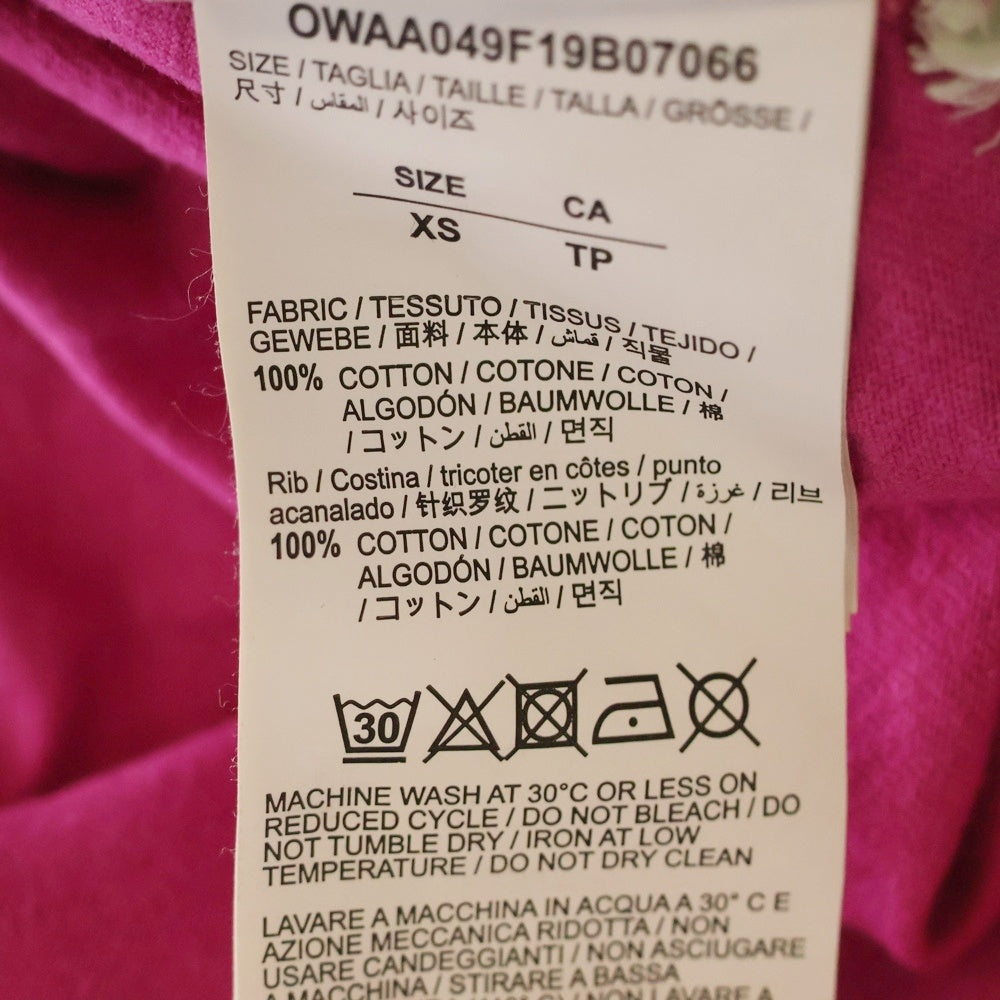 OWAA049F19B07066
SIZE / TAGLIA / TAILLE / TALLA / GRÖSSE /
尺寸 / المقاس / 사이즈
SIZE CA
XS TP
FABRIC / TESSUTO / TISSUS / TEJIDO /
GEWEBE / 面料 / 本体 / قماش / 직물
100% COTTON / COTONE / COTON /
ALGODÓN / BAUMWOLLE / 棉
/ コットン / القطن / 면직
Rib / Costina / tricoter en côtes / punto
acanalado / 针织罗纹 / ニットリブ / غرزة / 리브
100% COTTON / COTONE / COTON /
ALGODÓN / BAUMWOLLE / 棉
/ コットン / القطن / 면직
30
MACHINE WASH AT 30°C OR LESS ON
REDUCED CYCLE / DO NOT BLEACH / DO
NOT TUMBLE DRY / IRON AT LOW
TEMPERATURE / DO NOT DRY CLEAN
LAVARE A MACCHINA IN ACQUA A 30° C E
AZIONE MECCANICA RIDOTTA / NON
USARE CANDEGGIANTI / NON ASCIUGARE
A MACCHINA / STIRARE A BASSA
NON LAVARE A